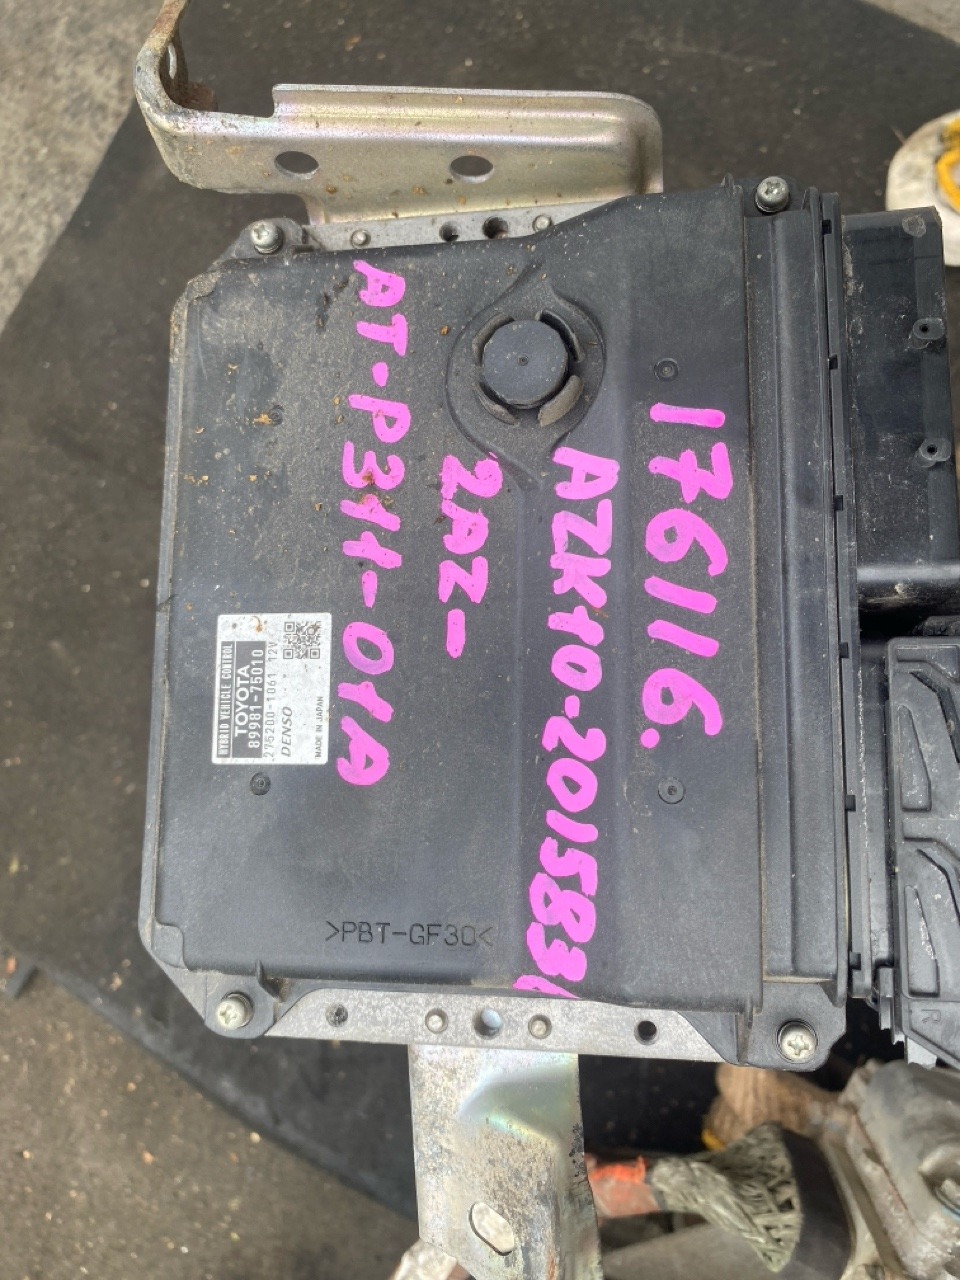 176116.
AZK10-2015831
2AZ-
AT-P311-01A
HYBRID VEHICLE CONTROL
TOYOTA
89981-75010
275200-1061 12V
DENSO
MADE IN JAPAN
>PBT-GF30<
R